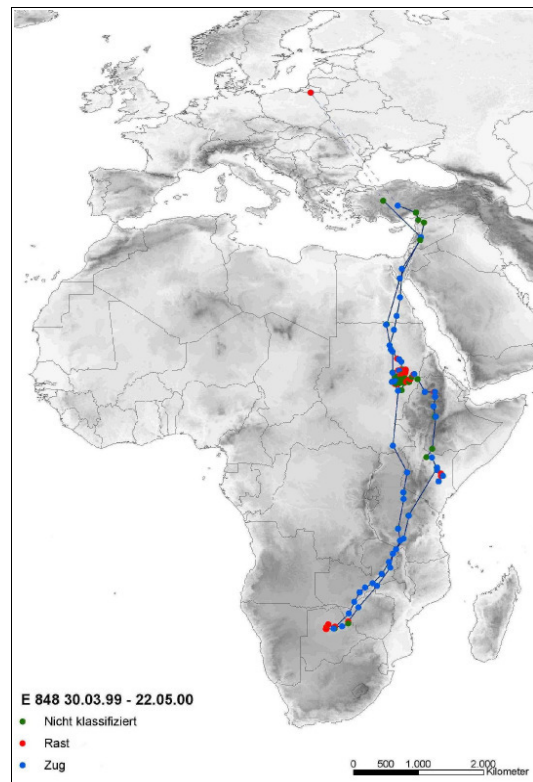 E 848 30.03.99 - 22.05.00
Nicht klassifiziert
Rast
Zug
0 500 1.000 2.000
Kilometer